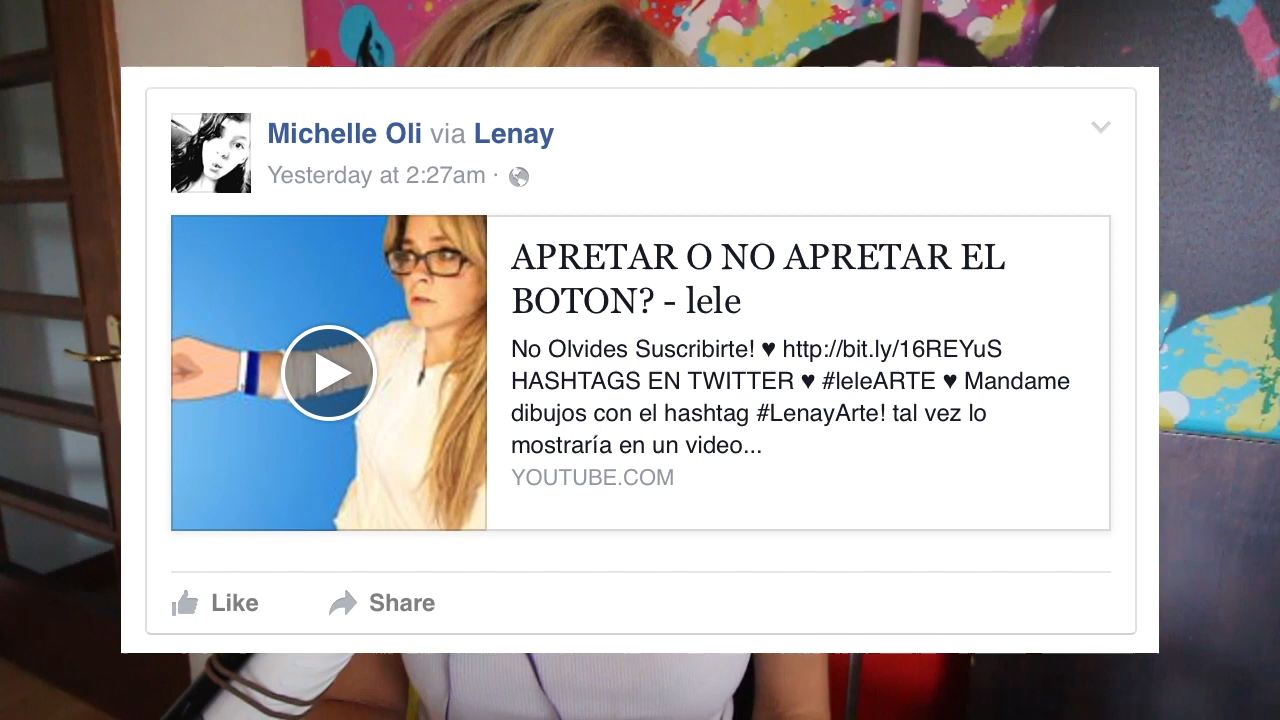 Michelle Oli via Lenay
Yesterday at 2:27am ·
APRETAR O NO APRETAR EL
BOTON? - lele
No Olvides Suscribirte! ♥ http://bit.ly/16REYuS
HASHTAGS EN TWITTER ♥ #leleARTE ♥ Mandame
dibujos con el hashtag #LenayArte! tal vez lo
mostraría en un video...
YOUTUBE.COM
Like Share